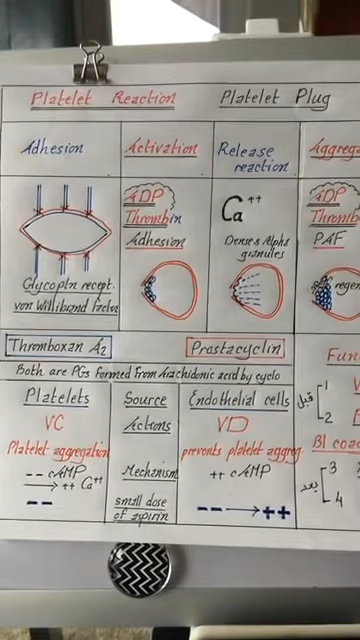 Platelet Reaction Platelet Plug
Adhesion
Activation
Release
reaction
Aggrega
ADP
Thrombin
Adhesion
Ca++
Dense & Alpha
granules
ADP
Thromb
PAF
Glycoptn recept.
von Willibrand factor
regen
Thromboxan A2
Prostacyclin
Both are PGs formed from Arachidonic acid by cyclo
Platelets Source Endothelial cells
VC Actions VD
Platelet aggregation prevents platelet aggreg.
-- cAMP Mechanism ++ cAMP
→ ++ Ca++
-- small dose
of aspirin
-- → ++
Fun
قبل
1
2
Bl coa
بعد
3
4